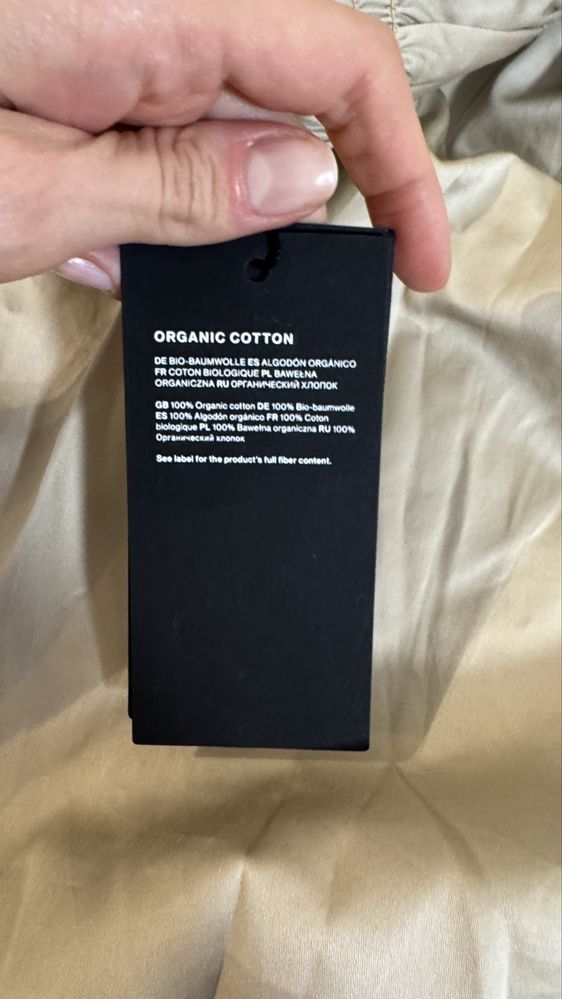 ORGANIC COTTON
DE BIO-BAUMWOLLE ES ALGODÓN ORGÁNICO
FR COTON BIOLOGIQUE PL BAWEŁNA
ORGANICZNA RU ОРГАНИЧЕСКИЙ ХЛОПОК
GB 100% Organic cotton DE 100% Bio-baumwolle
ES 100% Algodón orgánico FR 100% Coton
biologique PL 100% Bawełna organiczna RU 100%
Органический хлопок
See label for the product's full fiber content.